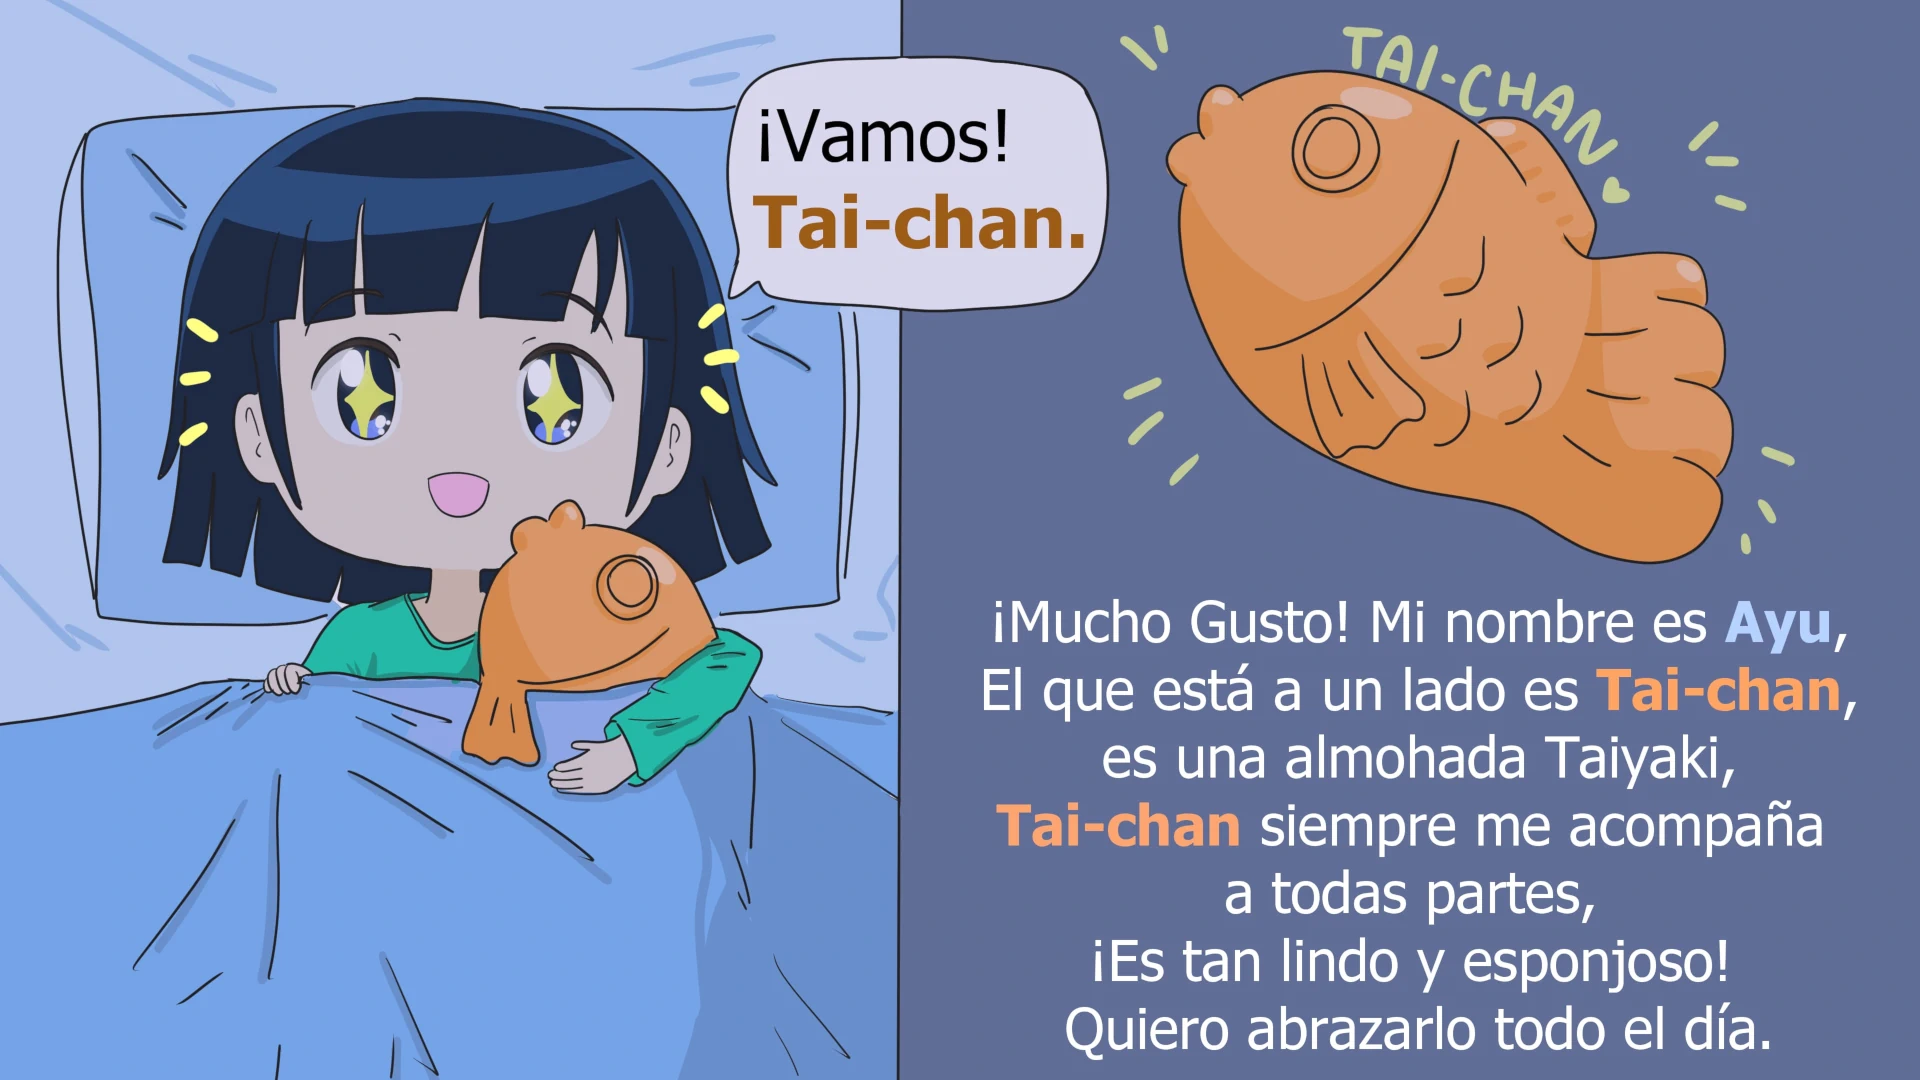 ¡Vamos!
Tai-chan.
TAI-CHAN
¡Mucho Gusto! Mi nombre es Ayu,
El que está a un lado es Tai-chan,
es una almohada Taiyaki,
Tai-chan siempre me acompaña
a todas partes,
¡Es tan lindo y esponjoso!
Quiero abrazarlo todo el día.